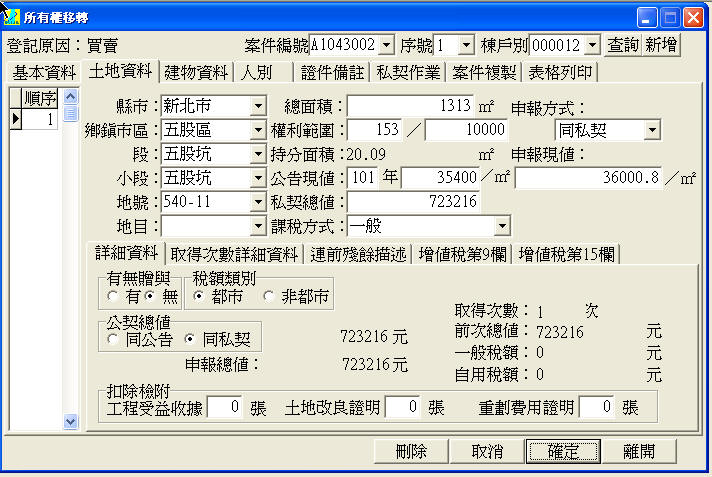 所有權移轉
登記原因：買賣 案件編號 A1043002 序號 1 棟戶別 000012 查詢 新增
基本資料 土地資料 建物資料 人別 證件備註 私契作業 案件複製 表格列印
順序
1
縣市：新北市 總面積： 1313 ㎡ 申報方式：
鄉鎮市區：五股區 權利範圍： 153 ／ 10000 同私契
段：五股坑 持分面積：20.09 ㎡ 申報現值：
小段：五股坑 公告現值： 101 年 35400 ／㎡ 36000.8 ／㎡
地號：540-11 私契總值： 723216
地目： 課稅方式：一般
詳細資料 取得次數詳細資料 連前殘餘描述 增值稅第9欄 增值稅第15欄
有無贈與 稅額類別
有 無 都市 非都市
取得次數：1 次
公契總值
同公告 同私契 723216 元
前次總值：723216 元
一般稅額：0 元
申報總值： 723216 元
自用稅額：0 元
扣除檢附
工程受益收據 0 張 土地改良證明 0 張 重劃費用證明 0 張
刪除 取消 確定 離開